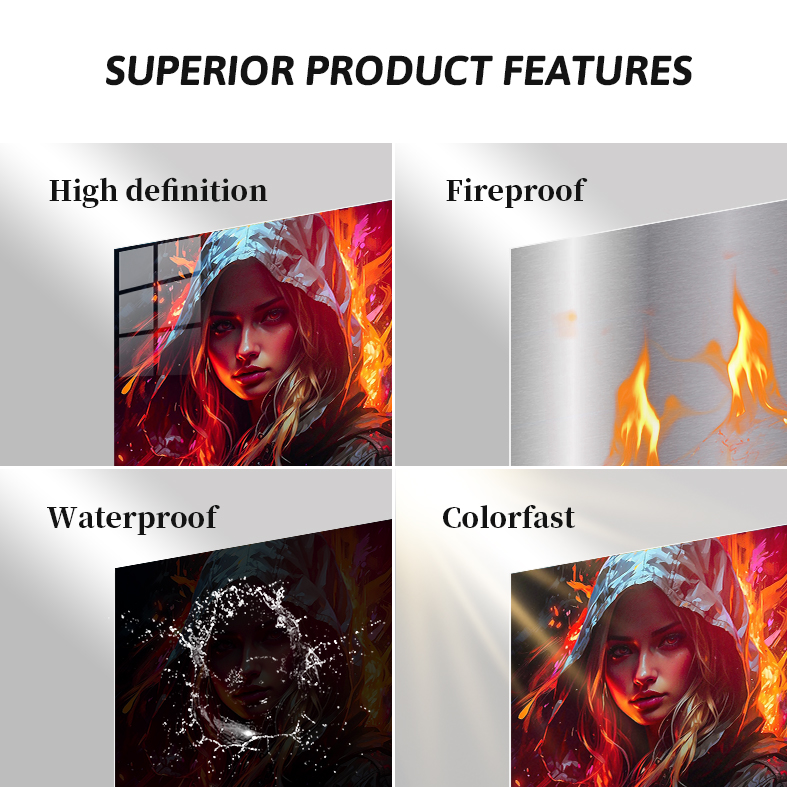 SUPERIOR PRODUCT FEATURES
High definition
Fireproof
Waterproof
Colorfast